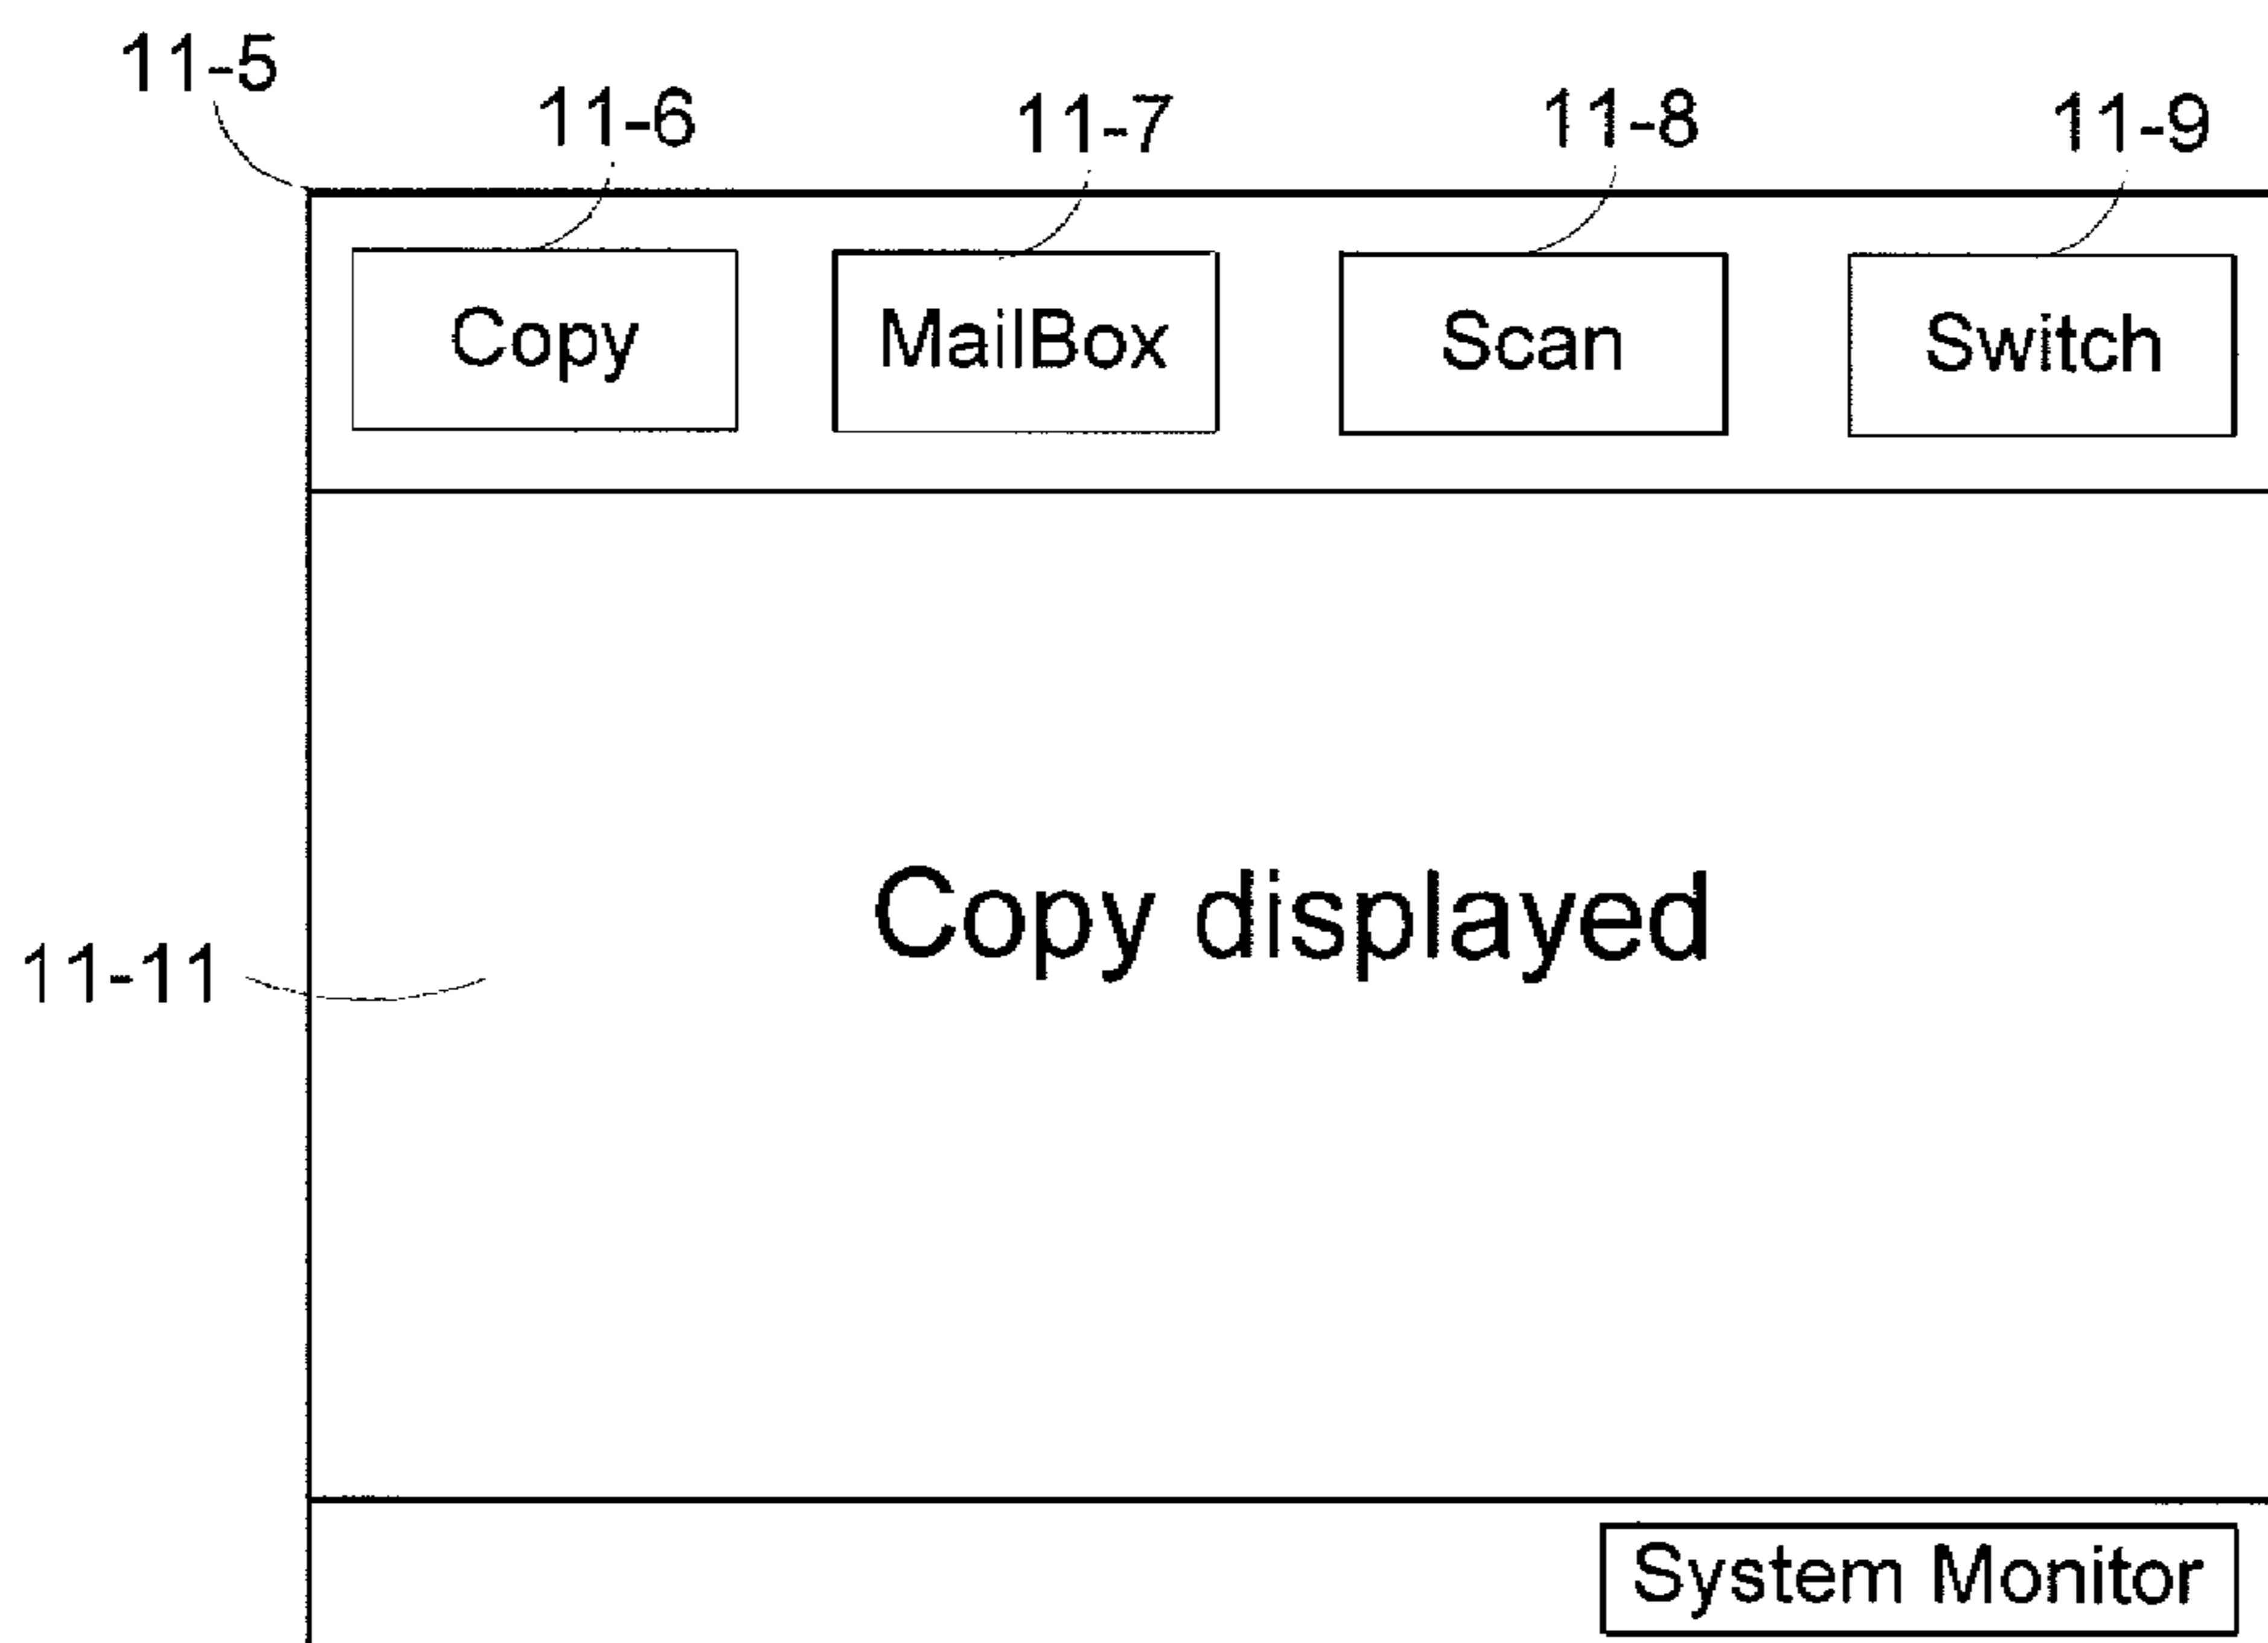 11-5
11-6 11-7 11-8 11-9
Copy MailBox Scan Switch
Copy displayed
11-11
System Monitor